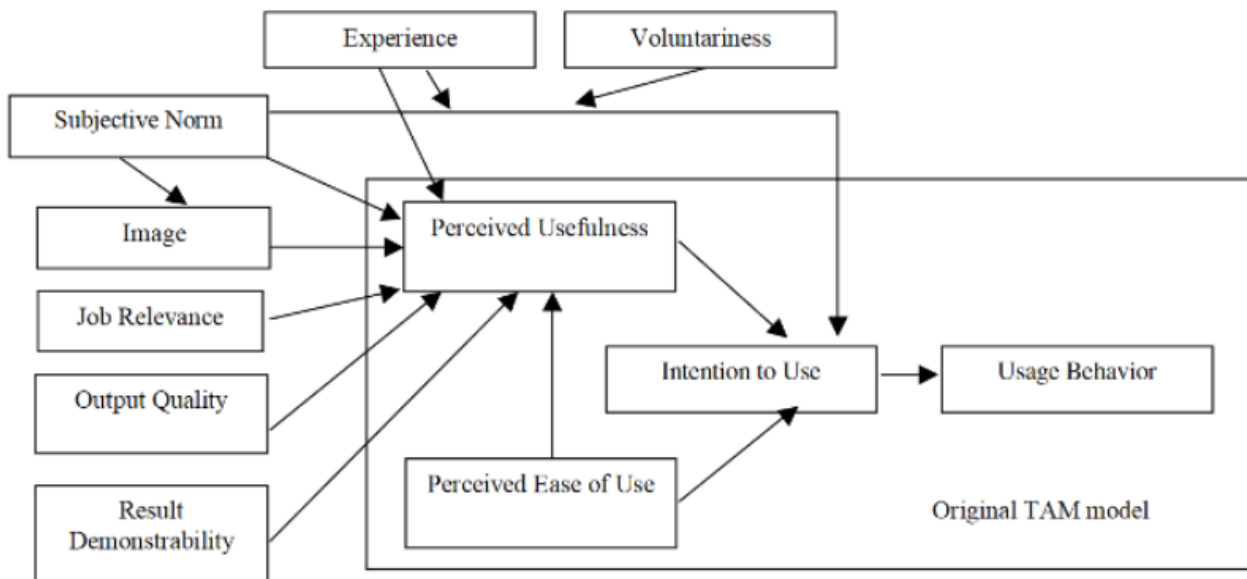 Experience
Voluntariness
Subjective Norm
Image
Perceived Usefulness
Job Relevance
Intention to Use
Usage Behavior
Output Quality
Perceived Ease of Use
Result
Demonstrability
Original TAM model